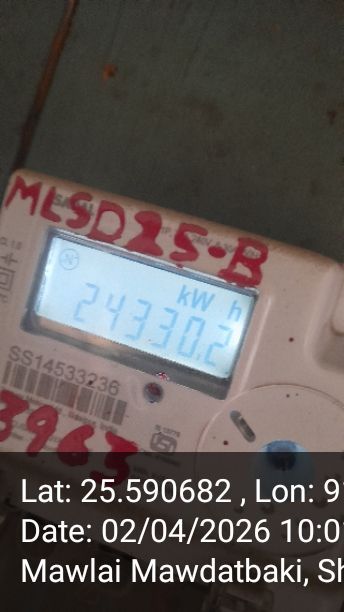 MLSD25-B
kW h
24330.2
SS14533236
3963
Lat: 25.590682 , Lon: 9
Date: 02/04/2026 10:0
Mawlai Mawdatbaki, Sh